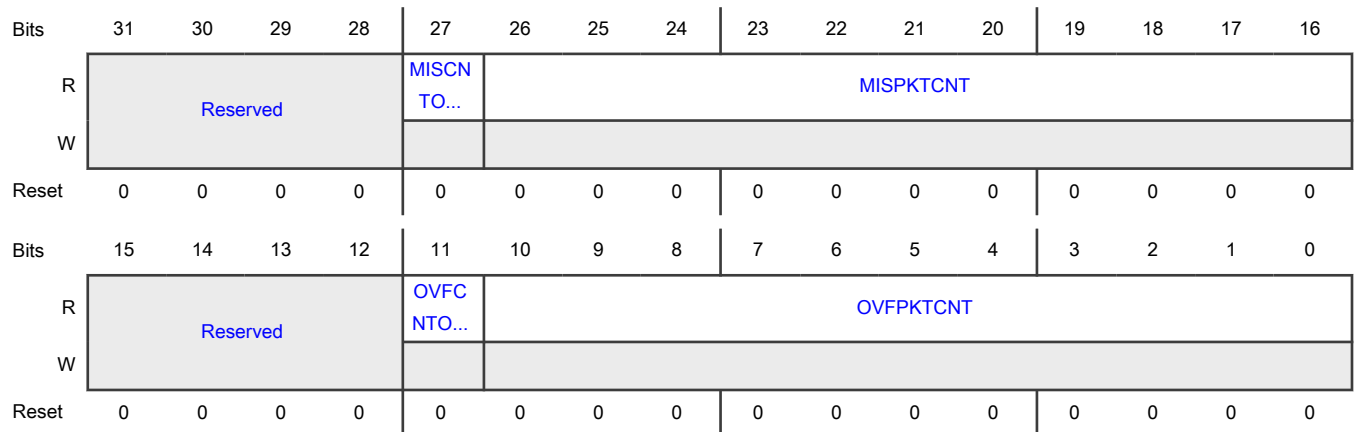 Bits 31 30 29 28 27 26 25 24 23 22 21 20 19 18 17 16
R Reserved MISCN TO... MISPKTCNT
W
Reset 0 0 0 0 0 0 0 0 0 0 0 0 0 0 0 0
Bits 15 14 13 12 11 10 9 8 7 6 5 4 3 2 1 0
R Reserved OVFC NTO... OVFPKTCNT
W
Reset 0 0 0 0 0 0 0 0 0 0 0 0 0 0 0 0